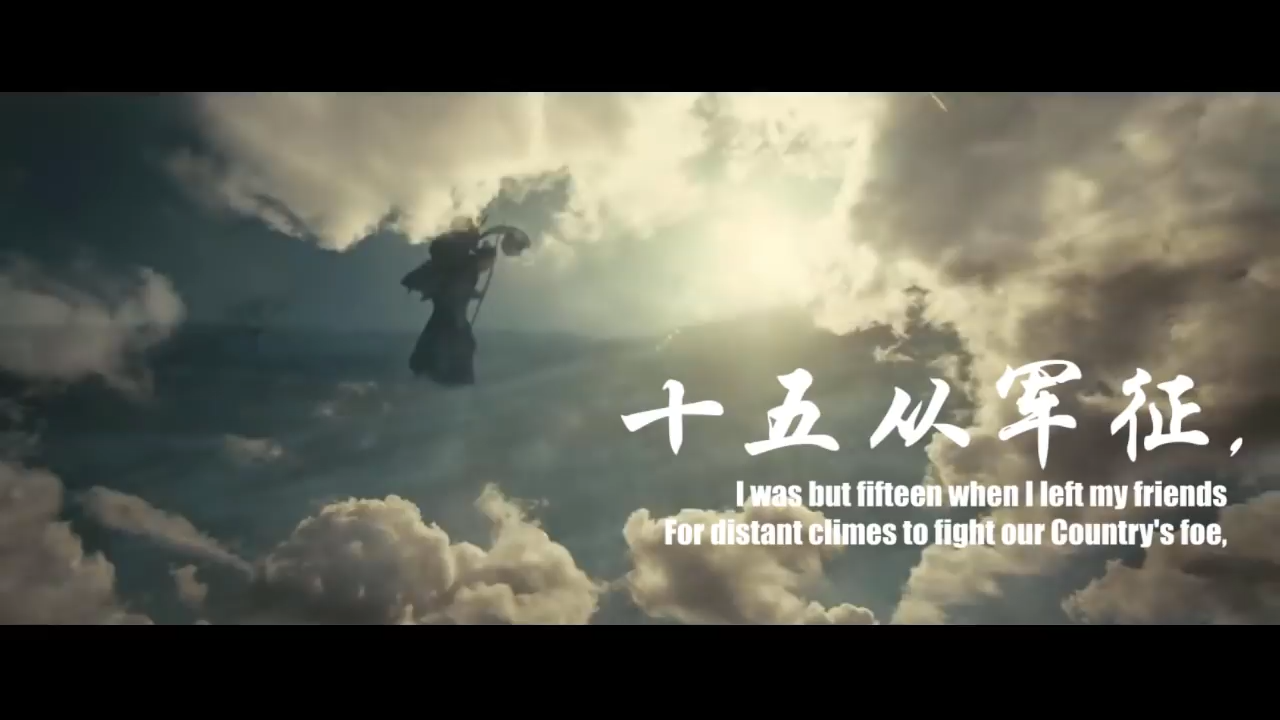 十五从军征，
I was but fifteen when I left my friends
For distant climes to fight our Country's foe,